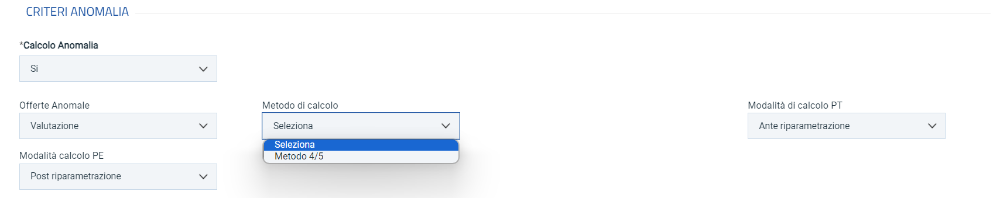 CRITERI ANOMALIA
*Calcolo Anomalia
Si
Offerte Anomale
Valutazione
Metodo di calcolo
Seleziona
Seleziona
Metodo 4/5
Modalità di calcolo PT
Ante riparametrazione
Modalità calcolo PE
Post riparametrazione